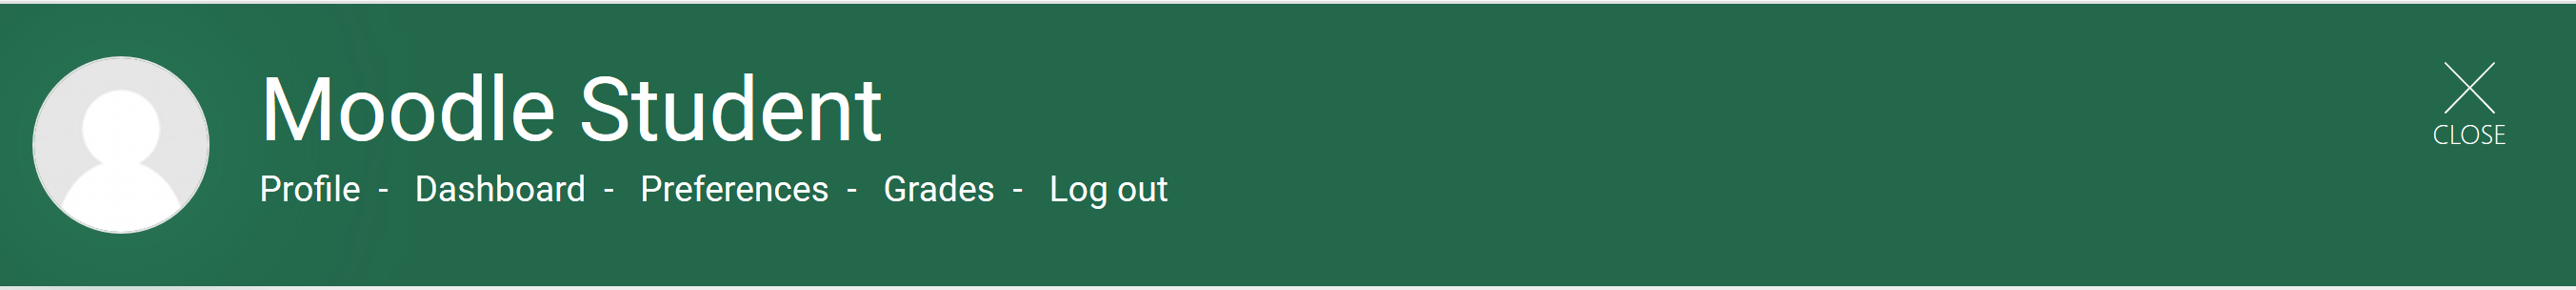 Moodle Student
Profile - Dashboard - Preferences - Grades - Log out
CLOSE